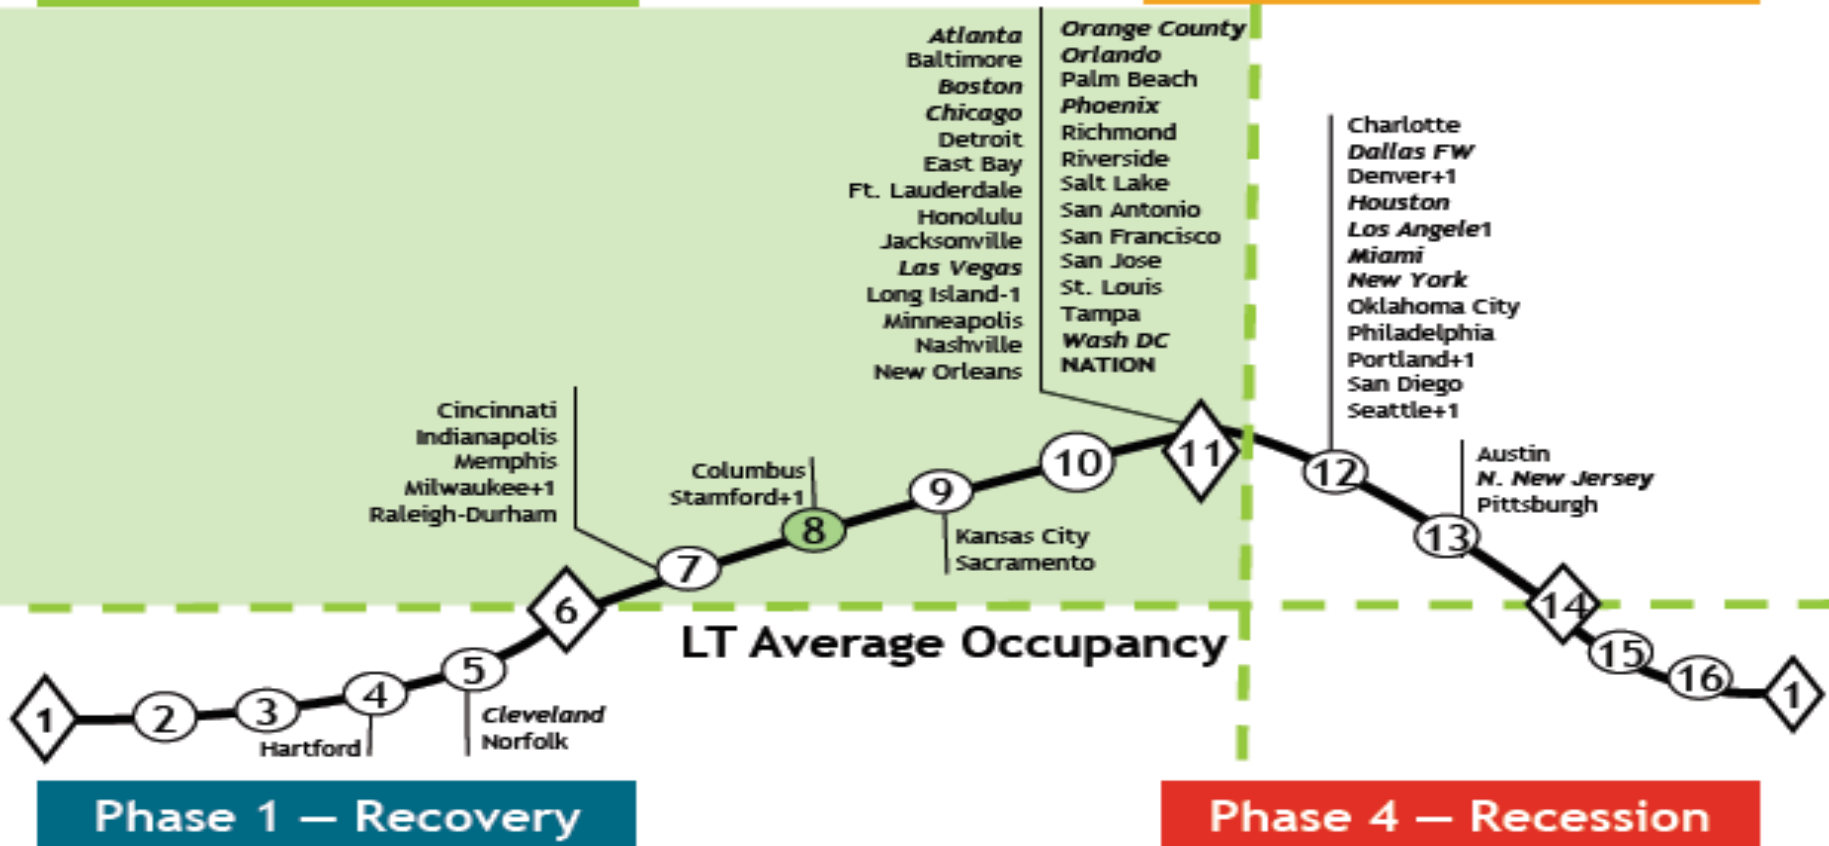 Atlanta
Baltimore
Boston
Chicago
Detroit
East Bay
Ft. Lauderdale
Honolulu
Jacksonville
Las Vegas
Long Island-1
Minneapolis
Nashville
New Orleans
Orange County
Orlando
Palm Beach
Phoenix
Richmond
Riverside
Salt Lake
San Antonio
San Francisco
San Jose
St. Louis
Tampa
Wash DC
NATION
Charlotte
Dallas FW
Denver+1
Houston
Los Angele1
Miami
New York
Oklahoma City
Philadelphia
Portland+1
San Diego
Seattle+1
Cincinnati
Indianapolis
Memphis
Milwaukee+1
Raleigh-Durham
Columbus
Stamford+1
Kansas City
Sacramento
Austin
N. New Jersey
Pittsburgh
1
2
3
4
5
6
7
8
9
10
11
12
13
14
15
16
1
LT Average Occupancy
Hartford
Cleveland
Norfolk
Phase 1 — Recovery
Phase 4 — Recession